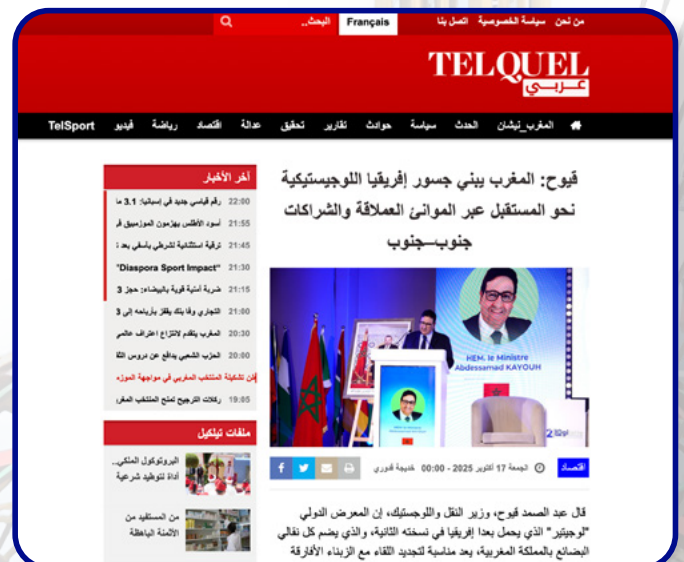 من نحن سياسة الخصوصية اتصل بنا
Français
البحث..
TELQUEL
عربي
المغرب_نيشان الحدث سياسة حوادث تقارير تحقيق عدالة اقتصاد رياضة فيديو TelSport
قيوح: المغرب يبني جسور إفريقيا اللوجيستيكية
نحو المستقبل عبر الموانئ العملاقة والشراكات
جنوب–جنوب
HEM. le Ministre
Abdessamad KAYOUH
اقتصاد
الجمعة 17 أكتوبر 2025 - 00:00 خديجة قدوري
قال عبد الصمد قيوح، وزير النقل واللوجستيك، إن المعرض الدولي
"لوجيتير" الذي يحمل بعدا إفريقيا في نسخته الثانية، والذي يضم كل نقالي
البضائع بالمملكة المغربية، يعد مناسبة لتجديد اللقاء مع الزبناء الأفارقة
آخر الأخبار
22:00 رقم قياسي جديد في إسبانيا: 3.1 ما
21:55 أسود الأطلس يهزمون الموزمبيق ف
21:45 ترقية استثنائية لشرطي بآسفي بعد
21:30 "Diaspora Sport Impact"
21:15 ضربة أمنية قوية بالبيضاء: حجز 3
21:00 التجاري وفا بنك يقفز بأرباحه إلى 3
20:30 المغرب يتقدم لانتزاع اعتراف عالمي
20:00 الحزب الشعبي يدافع عن دروس الثق
تشكيلة المنتخب المغربي في مواجهة الموزم
19:05 ركلات الترجيح تمنح المنتخب المغر
ملفات تيلكيل
البروتوكول الملكي..
أداة لتوطيد شرعية
من المستفيد من
الأثمنة الباهظة